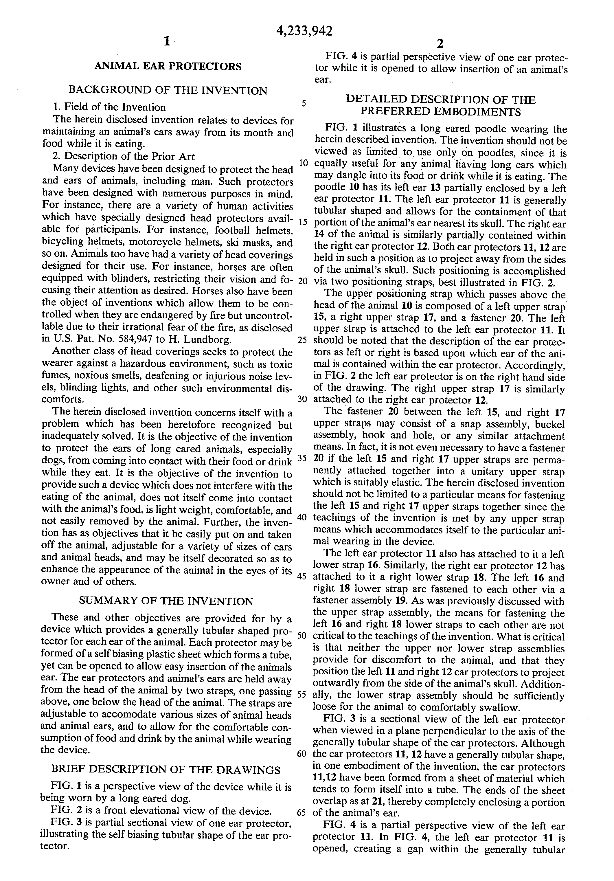 4,233,942
1
ANIMAL EAR PROTECTORS
BACKGROUND OF THE INVENTION
1. Field of the Invention
The herein disclosed invention relates to devices for
maintaining an animal's ears away from its mouth and
food while it is eating.
2. Description of the Prior Art
Many devices have been designed to protect the head
and ears of animals, including man. Such protectors
have been designed with numerous purposes in mind.
For instance, there are a variety of human activities
which have specially designed head protectors avail-
able for participants. For instance, football helmets,
bicycling helmets, motorcycle helmets, ski masks, and
so on. Animals too have had a variety of head coverings
designed for their use. For instance, horses are often
equipped with blinders, restricting their vision and fo-
cusing their attention as desired. Horses also have been
the object of inventions which allow them to be con-
trolled when they are endangered by fire but uncontrol-
lable due to their irrational fear of the fire, as disclosed
in U.S. Pat. No. 584,947 to H. Lundborg.
Another class of head coverings seeks to protect the
wearer against a hazardous environment, such as toxic
fumes, noxious smells, deafening or injurious noise lev-
els, blinding lights, and other such environmental dis-
comforts.
The herein disclosed invention concerns itself with a
problem which has been heretofore recognized but
inadequately solved. It is the objective of the invention
to protect the ears of long eared animals, especially
dogs, from coming into contact with their food or drink
while they eat. It is the objective of the invention to
provide such a device which does not interfere with the
eating of the animal, does not itself come into contact
with the animal's food, is light weight, comfortable, and
not easily removed by the animal. Further, the inven-
tion has as objectives that it be easily put on and taken
off the animal, adjustable for a variety of sizes of ears
and animal heads, and may be itself decorated so as to
enhance the appearance of the animal in the eyes of its
owner and of others.
SUMMARY OF THE INVENTION
These and other objectives are provided for by a
device which provides a generally tubular shaped pro-
tector for each ear of the animal. Each protector may be
formed of a self biasing plastic sheet which forms a tube,
yet can be opened to allow easy insertion of the animals
ear. The ear protectors and animal's ears are held away
from the head of the animal by two straps, one passing
above, one below the head of the animal. The straps are
adjustable to accomodate various sizes of animal heads
and animal ears, and to allow for the comfortable con-
sumption of food and drink by the animal while wearing
the device.
BRIEF DESCRIPTION OF THE DRAWINGS
FIG. 1 is a perspective view of the device while it is
being worn by a long eared dog.
FIG. 2 is a front elevational view of the device.
FIG. 3 is partial sectional view of one ear protector,
illustrating the self biasing tubular shape of the ear pro-
tector.
5
10
15
20
25
30
35
40
45
50
55
60
65
2
FIG. 4 is partial perspective view of one ear protec-
tor while it is opened to allow insertion of an animal's
ear.
DETAILED DESCRIPTION OF THE
PREFERRED EMBODIMENTS
FIG. 1 illustrates a long eared poodle wearing the
herein described invention. The invention should not be
viewed as limited to use only on poodles, since it is
equally useful for any animal having long ears which
may dangle into its food or drink while it is eating. The
poodle 10 has its left ear 13 partially enclosed by a left
ear protector 11. The left ear protector 11 is generally
tubular shaped and allows for the containment of that
portion of the animal's ear nearest its skull. The right ear
14 of the animal is similarly partially contained within
the right ear protector 12. Both ear protectors 11, 12 are
held in such a position as to project away from the sides
of the animal's skull. Such positioning is accomplished
via two positioning straps, best illustrated in FIG. 2.
The upper positioning strap which passes above the
head of the animal 10 is composed of a left upper strap
15, a right upper strap 17, and a fastener 20. The left
upper strap is attached to the left ear protector 11. It
should be noted that the description of the ear protec-
tors as left or right is based upon which ear of the ani-
mal is contained within the ear protector. Accordingly,
in FIG. 2 the left ear protector is on the right hand side
of the drawing. The right upper strap 17 is similarly
attached to the right ear protector 12.
The fastener 20 between the left 15, and right 17
upper straps may consist of a snap assembly, buckel
assembly, hook and hole, or any similar attachment
means. In fact, it is not even necessary to have a fastener
20 if the left 15 and right 17 upper straps are perma-
nently attached together into a unitary upper strap
which is suitably elastic. The herein disclosed invention
should not be limited to a particular means for fastening
the left 15 and right 17 upper straps together since the
teachings of the invention is met by any upper strap
means which accommodates itself to the particular ani-
mal wearing in the device.
The left ear protector 11 also has attached to it a left
lower strap 16. Similarly, the right ear protector 12 has
attached to it a right lower strap 18. The left 16 and
right 18 lower strap are fastened to each other via a
fastener assembly 19. As was previously discussed with
the upper strap assembly, the means for fastening the
left 16 and right 18 lower straps to each other are not
critical to the teachings of the invention. What is critical
is that neither the upper nor lower strap assemblies
provide for discomfort to the animal, and that they
position the left 11 and right 12 ear protectors to project
outwardly from the side of the animal's skull. Addition-
ally, the lower strap assembly should be sufficiently
loose for the animal to comfortably swallow.
FIG. 3 is a sectional view of the left ear protector
when viewed in a plane perpendicular to the axis of the
generally tubular shape of the ear protectors. Although
the ear protectors 11, 12 have a generally tubular shape,
in one embodiment of the invention, the ear protectors
11,12 have been formed from a sheet of material which
tends to form itself into a tube. The ends of the sheet
overlap as at 21, thereby completely enclosing a portion
of the animal's ear.
FIG. 4 is a partial perspective view of the left ear
protector 11. In FIG. 4, the left ear protector 11 is
opened, creating a gap within the generally tubular